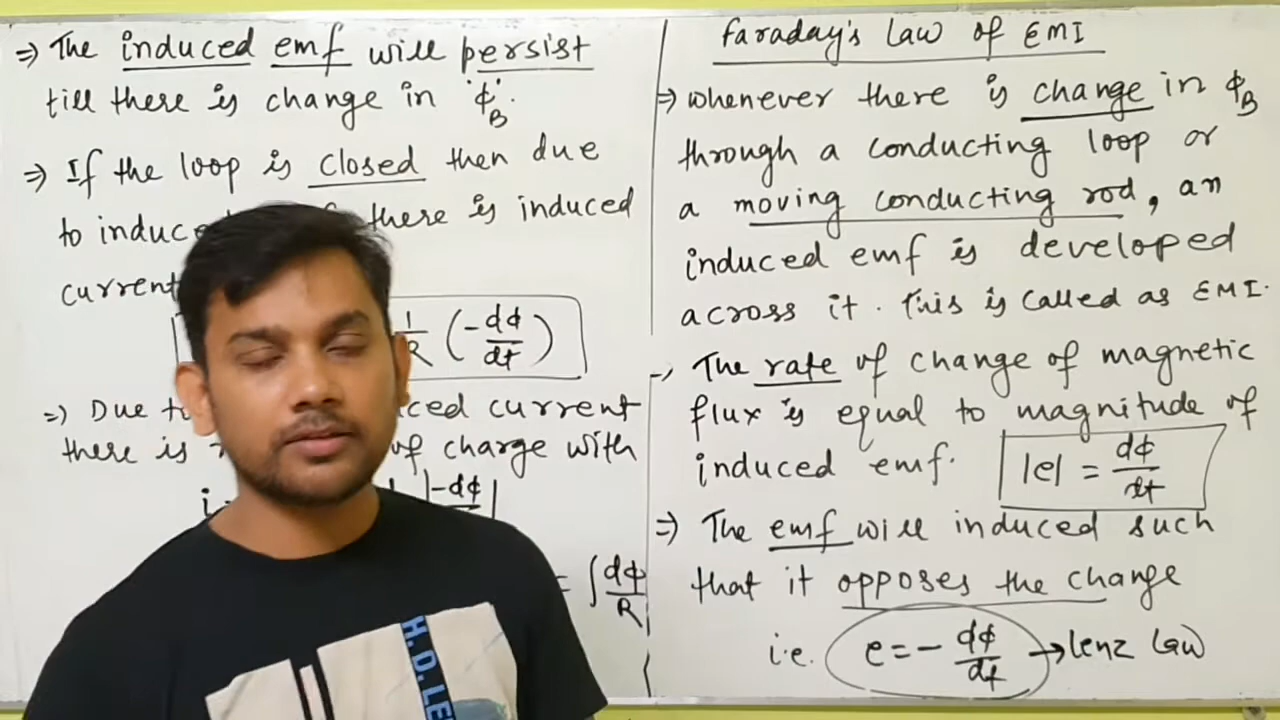 ⇒ The induced emf will persist
till there is change in 'ϕ_B'.
⇒ If the loop is closed then due
to there is induced
current
1/R (-dϕ/dt)
⇒ Due current
there is of charge with
i |-dϕ
= ∫ dϕ/R
faraday's Law of EMI
⇒ whenever there is change in ϕ_B
through a conducting loop or
a moving conducting rod, an
induced emf is developed
across it. This is called as EMI.
→ The rate of change of magnetic
flux is equal to magnitude of
induced emf. |e| = dϕ/dt
⇒ The emf will induced such
that it opposes the change
i.e. e = - dϕ/dt → lenz law
H.D.LE